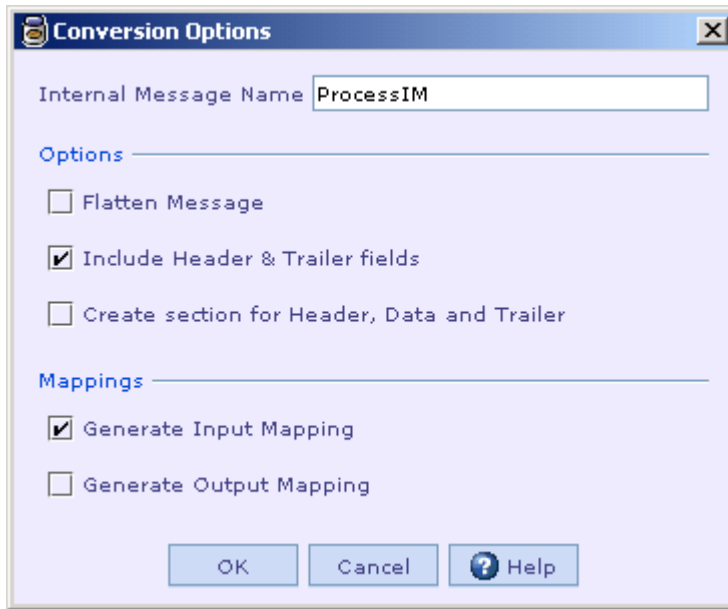 Conversion Options
Internal Message Name ProcessIM
Options
Flatten Message
Include Header & Trailer fields
Create section for Header, Data and Trailer
Mappings
Generate Input Mapping
Generate Output Mapping
OK Cancel ? Help